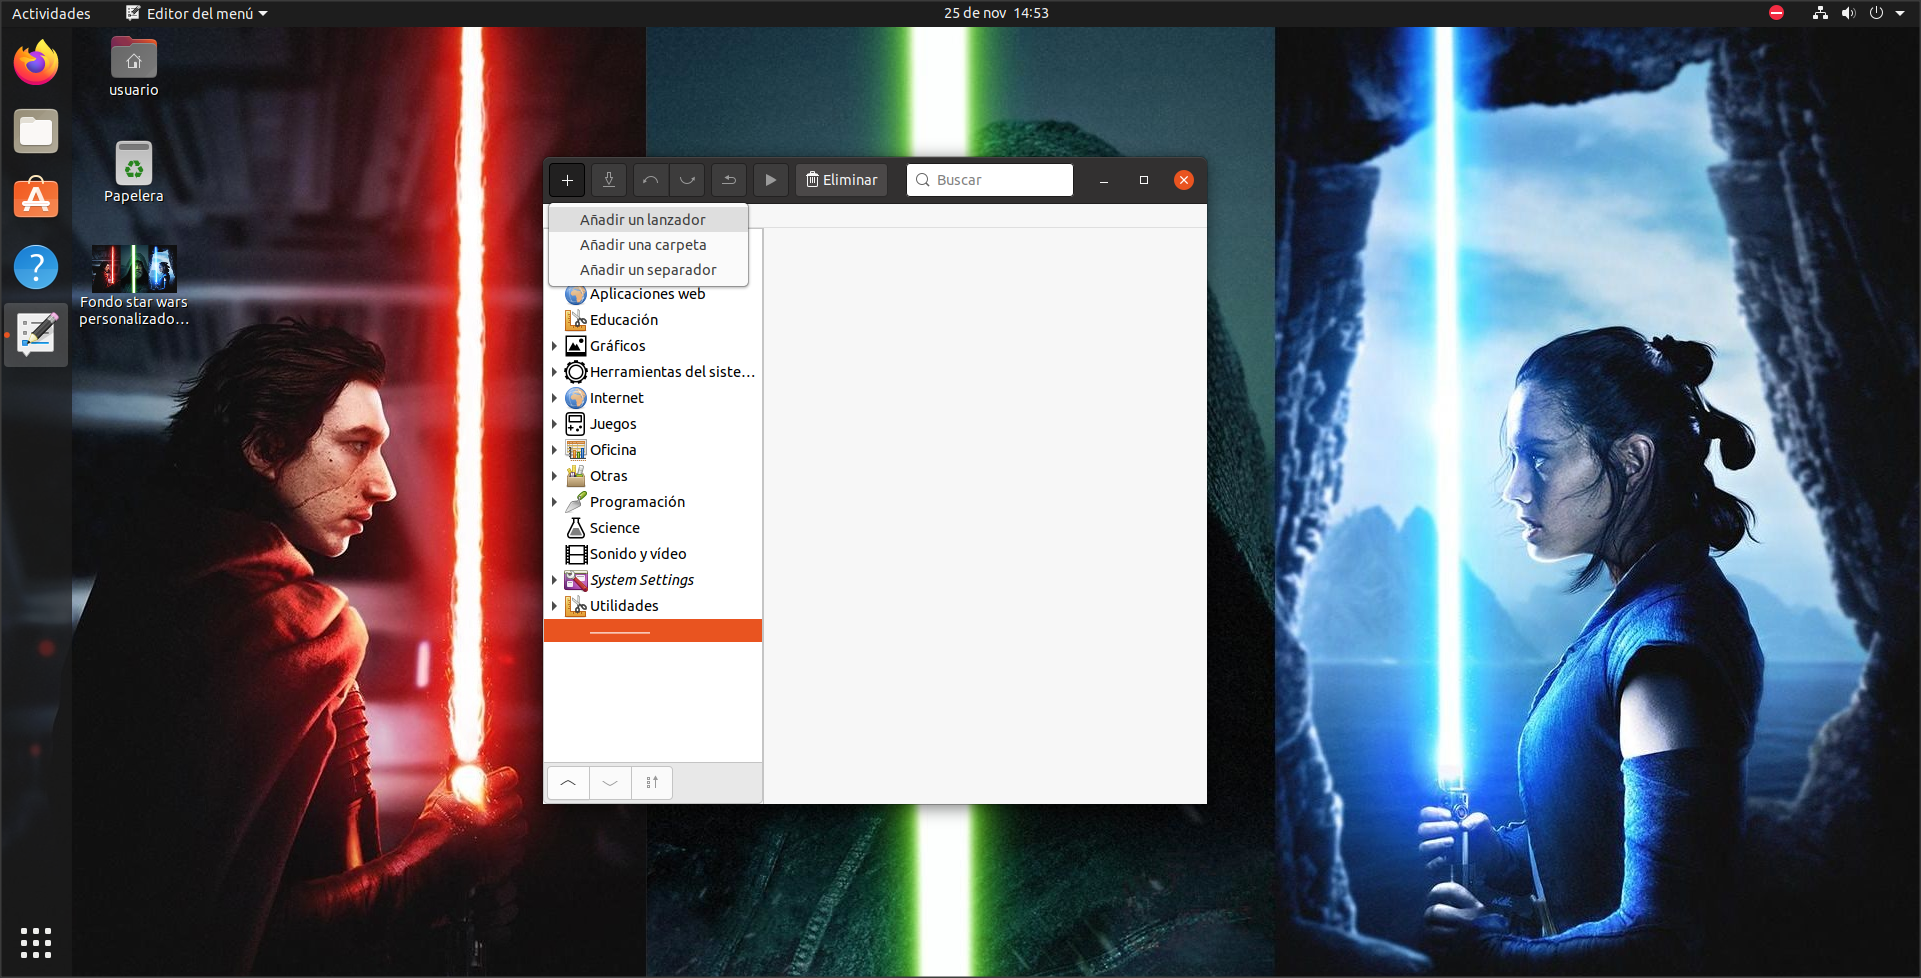 Actividades
Editor del menú
25 de nov 14:53
usuario
Papelera
Fondo star wars
personalizado...
Eliminar
Buscar
Añadir un lanzador
Añadir una carpeta
Añadir un separador
Aplicaciones web
Educación
Gráficos
Herramientas del siste...
Internet
Juegos
Oficina
Otras
Programación
Science
Sonido y vídeo
System Settings
Utilidades